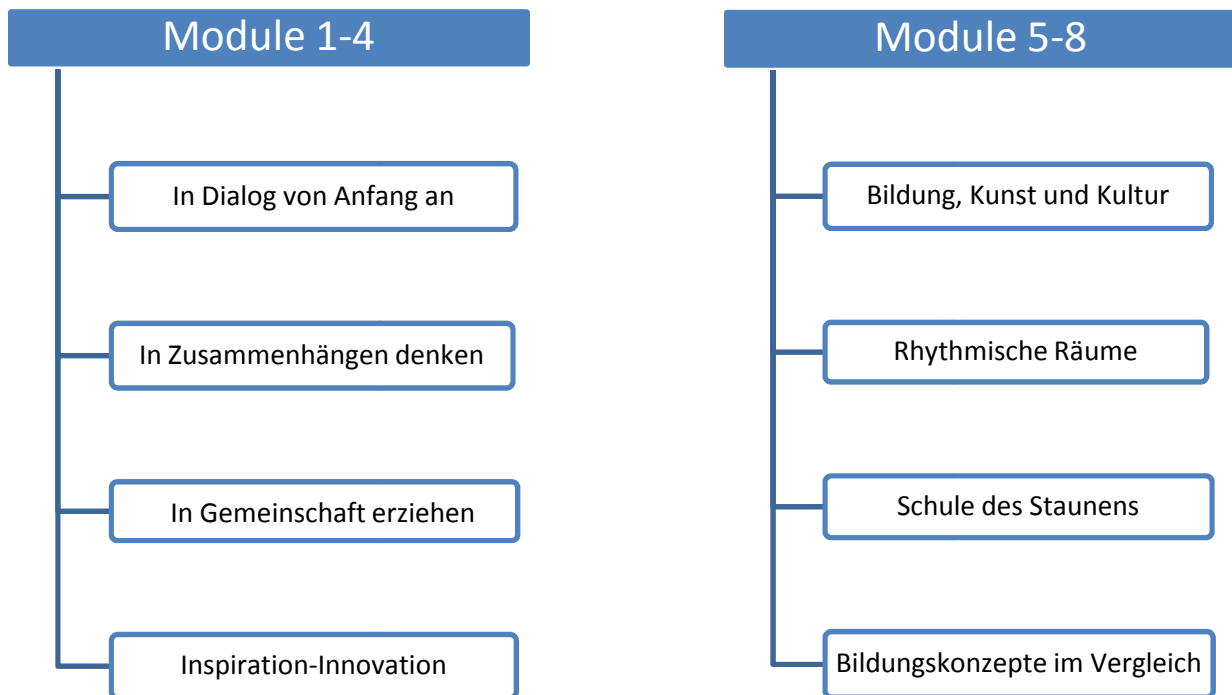 Module 1-4
In Dialog von Anfang an
In Zusammenhängen denken
In Gemeinschaft erziehen
Inspiration-Innovation
Module 5-8
Bildung, Kunst und Kultur
Rhythmische Räume
Schule des Staunens
Bildungskonzepte im Vergleich